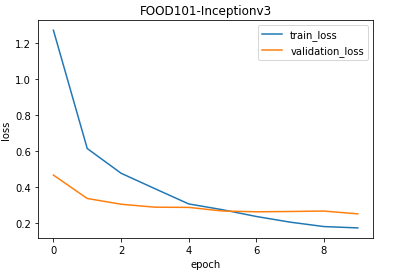 FOOD101-Inceptionv3
train_loss
validation_loss
loss
1.2
1.0
0.8
0.6
0.4
0.2
0 2 4 6 8
epoch